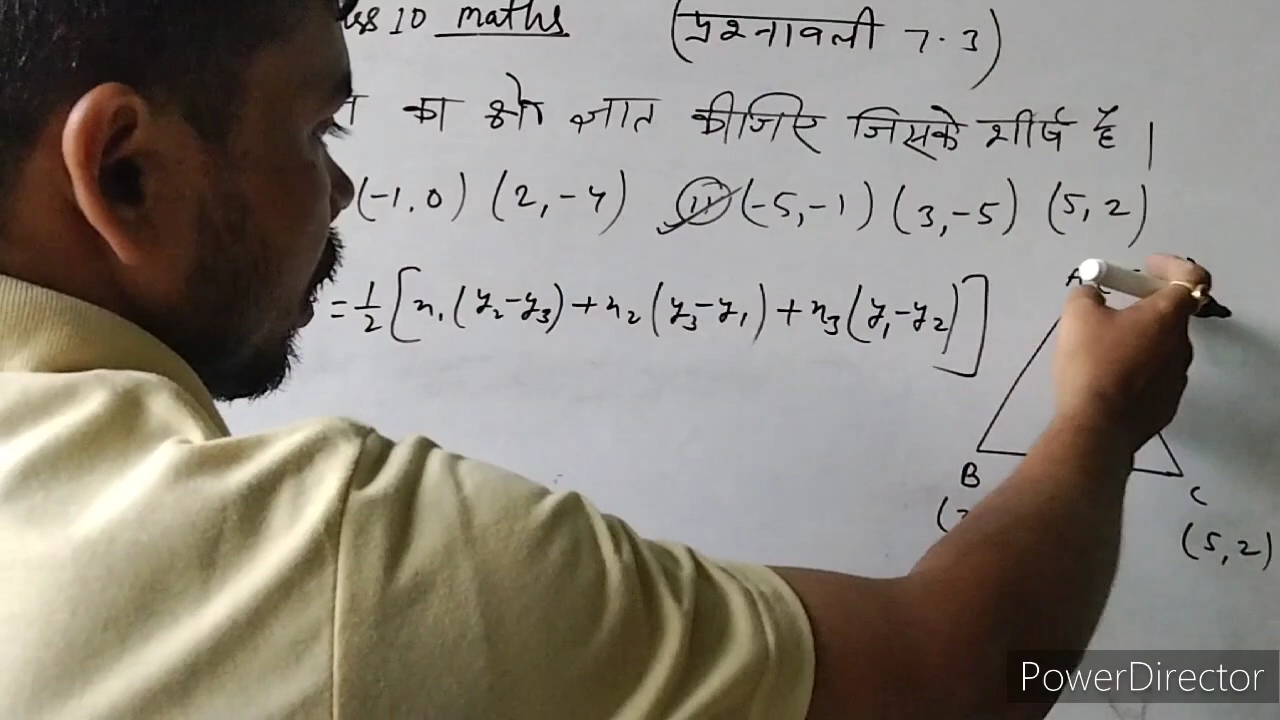 10 maths (प्रश्नावली 7.3)
का क्षे० ज्ञात कीजिए जिसके शीर्ष हैं।
(-1,0) (2,-4) (ii) (-5,-1) (3,-5) (5,2)
= 1/2 [x₁(y₂-y₃)+x₂(y₃-y₁)+x₃(y₁-y₂)]
A
B
C
(5,2)
PowerDirector